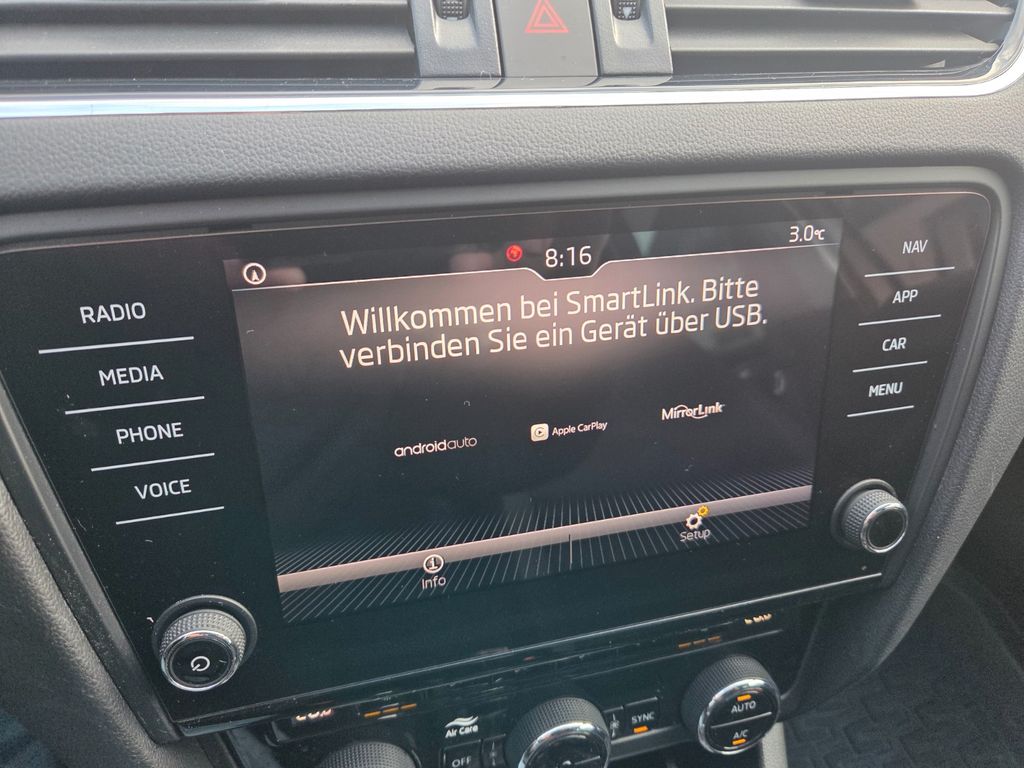 8:16
3.0°C
Willkommen bei SmartLink. Bitte
verbinden Sie ein Gerät über USB.
androidauto
Apple CarPlay
MirrorLink
Info
Setup
RADIO
MEDIA
PHONE
VOICE
NAV
APP
CAR
MENU
Air Care
OFF
SYNC
AUTO
A/C